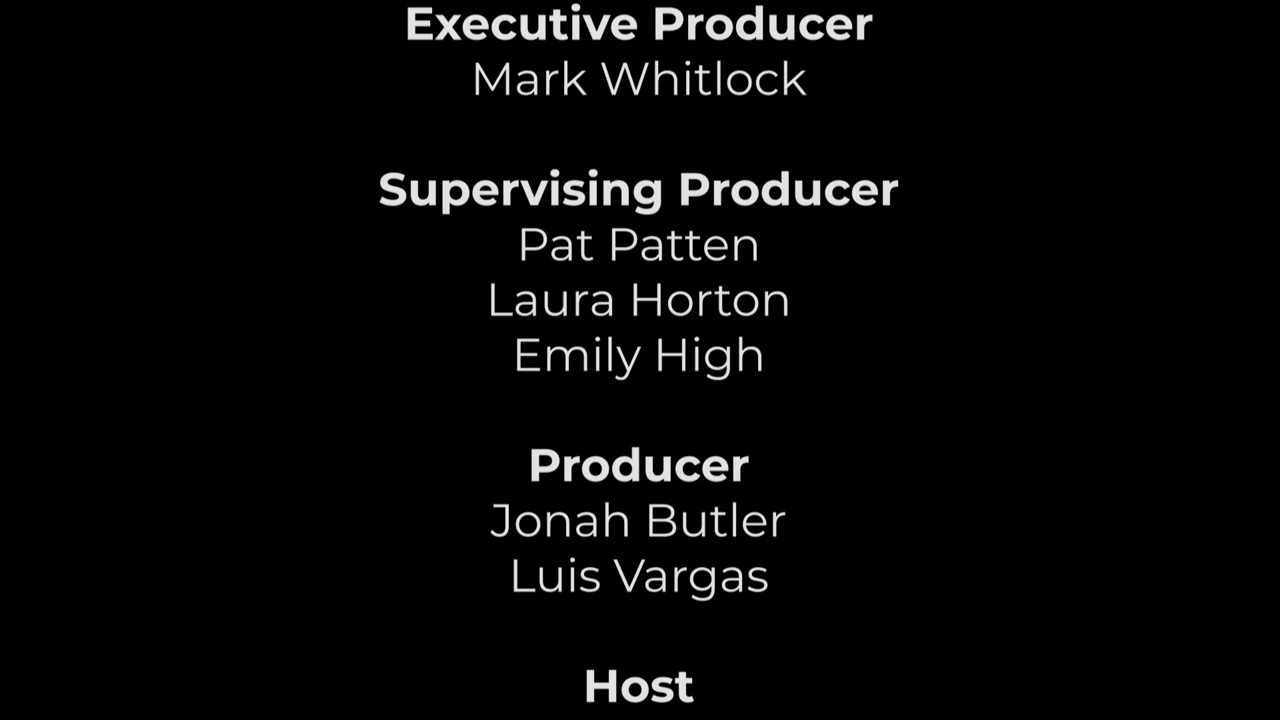 Executive Producer
Mark Whitlock
Supervising Producer
Pat Patten
Laura Horton
Emily High
Producer
Jonah Butler
Luis Vargas
Host